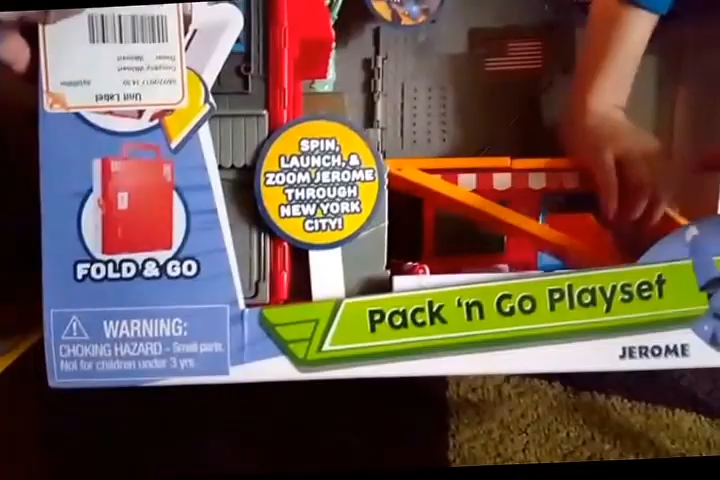 Unit Label
SPIN,
LAUNCH, &
ZOOM JEROME
THROUGH
NEW YORK
CITY!
FOLD & GO
Pack 'n Go Playset
JEROME
WARNING:
CHOKING HAZARD – Small parts.
Not for children under 3 yrs.